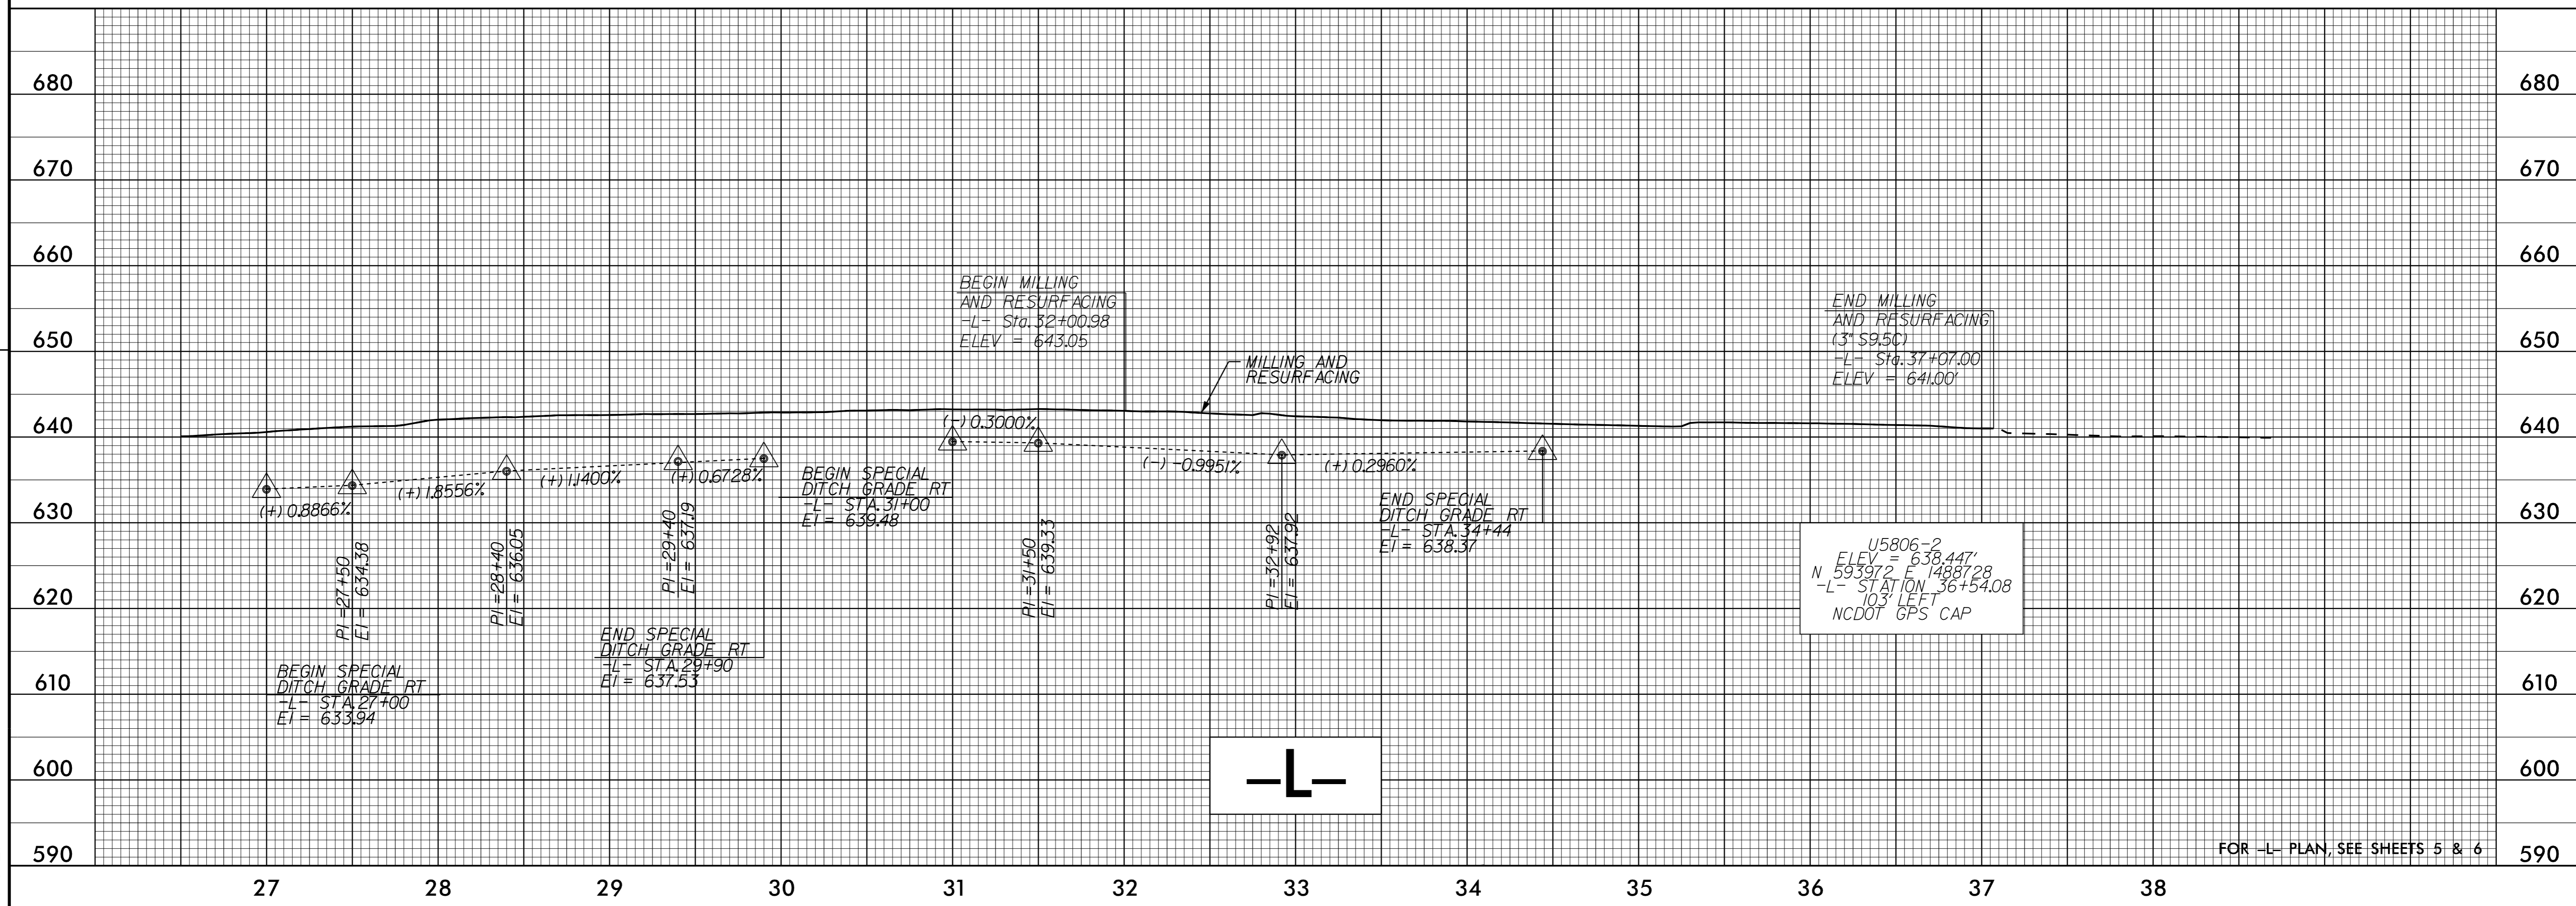 680
680
670
670
660
660
BEGIN MILLING
AND RESURFACING
-L- Sta. 32+00.98
ELEV = 643.05
END MILLING
AND RESURFACING
(3" S9.5C)
-L- Sta. 37+07.00
ELEV = 641.00'
650
650
MILLING AND
RESURFACING
640
640
(-) 0.3000%
(+) 0.8866%
(+) 1.8556%
(+) 1.1400%
(+) 0.6728%
(-) -0.9951%
(+) 0.2960%
BEGIN SPECIAL
DITCH GRADE RT
-L- STA. 31+00
El = 639.48
END SPECIAL
DITCH GRADE RT
-L- STA. 34+44
El = 638.37
630
630
PI = 27+50
El = 634.38
PI = 28+40
El = 636.05
PI = 29+40
El = 637.19
PI = 31+50
El = 639.33
PI = 32+92
El = 637.92
U5806-2
ELEV = 638.447'
N 593972 E 1488728
-L- STATION 36+54.08
103' LEFT
NCDOT GPS CAP
620
620
END SPECIAL
DITCH GRADE RT
-L- STA. 29+90
El = 637.53
BEGIN SPECIAL
DITCH GRADE RT
-L- STA. 27+00
El = 633.94
610
610
600
600
-L-
590
590
FOR -L- PLAN, SEE SHEETS 5 & 6
27 28 29 30 31 32 33 34 35 36 37 38